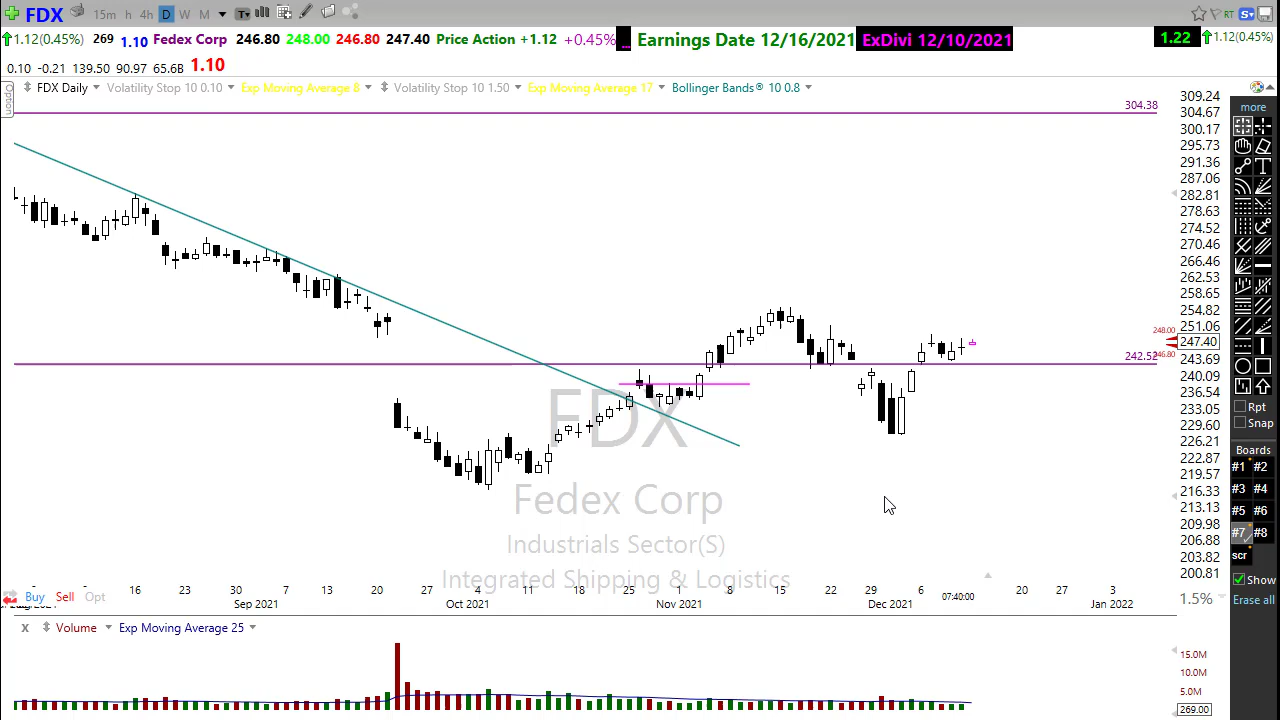 FDX 15m 1h 4h D W M T RT S
1.12(0.45%) 269 1.10 Fedex Corp 246.80 248.00 246.80 247.40 Price Action +1.12 +0.45% ... Earnings Date 12/16/2021 ExDivi 12/10/2021 1.22 1.12(0.45%)
0.10 -0.21 139.50 90.97 65.6B 1.10
Option
FDX Daily Volatility Stop 10 0.10 Exp Moving Average 8 Volatility Stop 10 1.50 Exp Moving Average 17 Bollinger Bands® 10 0.8
304.38
309.24
304.67
300.17
295.73
291.36
287.06
282.81
278.63
274.52
270.46
266.46
262.53
258.65
254.82
251.06
248.00
247.40
246.80
243.69
242.52
240.09
236.54
233.05
229.60
226.21
222.87
219.57
216.33
213.13
209.98
206.88
203.82
200.81
more
T
Rpt
Snap
Boards
#1 #2
#3 #4
#5 #6
#7 #8
scr
Show
Erase all
FDX
Fedex Corp
Industrials Sector(S)
Integrated Shipping & Logistics
16 23 30 7 13 20 27 4 11 18 25 1 8 15 22 29 6 07:40:00 20 27 3
Sep 2021 Oct 2021 Nov 2021 Dec 2021 Jan 2022
Buy Sell Opt
1.5%
X Volume Exp Moving Average 25
15.0M
10.0M
5.0M
269.00